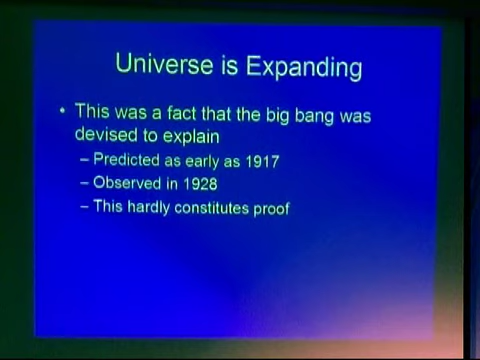 Universe is Expanding
• This was a fact that the big bang was
devised to explain
– Predicted as early as 1917
– Observed in 1928
– This hardly constitutes proof